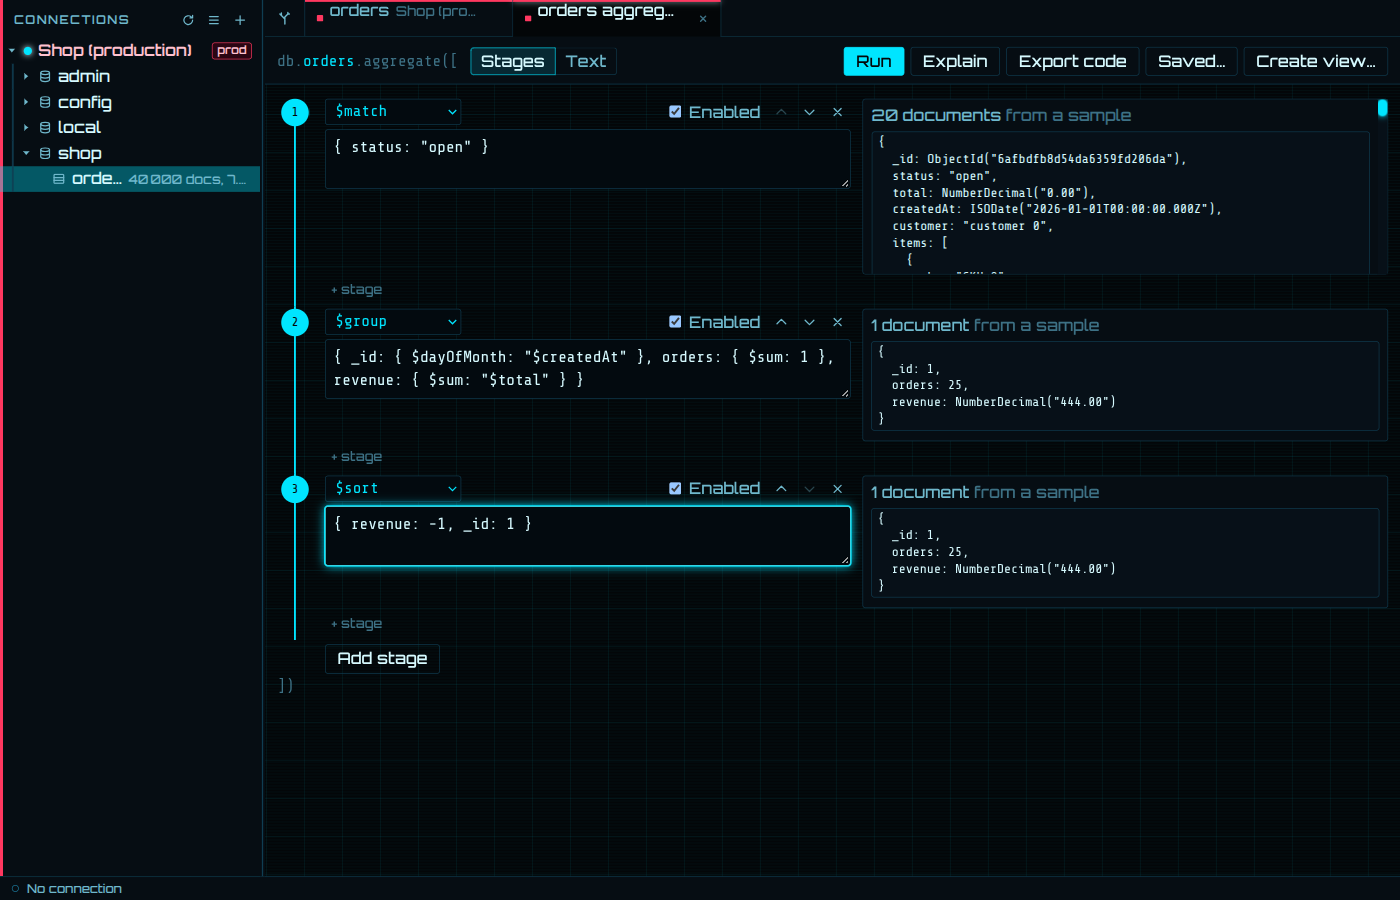 CONNECTIONS
Shop (production) prod
admin
config
local
shop
orde... 40 000 docs, 7....
orders Shop (pro...
orders aggreg...
db.orders.aggregate([
Stages Text
Run Explain Export code Saved... Create view...
1 $match Enabled
{ status: "open" }
20 documents from a sample
{
_id: ObjectId("6afbdfb8d54da6359fd206da"),
status: "open",
total: NumberDecimal("0.00"),
createdAt: ISODate("2026-01-01T00:00:00.000Z"),
customer: "customer 0",
items: [
{
+ stage
2 $group Enabled
{ _id: { $dayOfMonth: "$createdAt" }, orders: { $sum: 1 },
revenue: { $sum: "$total" } }
1 document from a sample
{
_id: 1,
orders: 25,
revenue: NumberDecimal("444.00")
}
+ stage
3 $sort Enabled
{ revenue: -1, _id: 1 }
1 document from a sample
{
_id: 1,
orders: 25,
revenue: NumberDecimal("444.00")
}
+ stage
Add stage
])
No connection